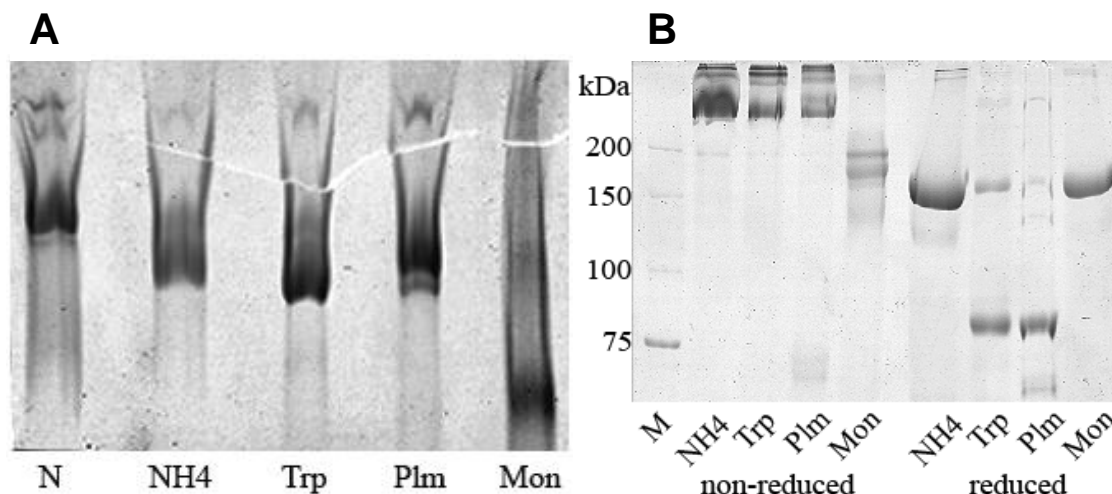 A
B
kDa
200
150
100
75
N NH4 Trp Plm Mon
M NH4 Trp Plm Mon NH4 Trp Plm Mon
non-reduced reduced